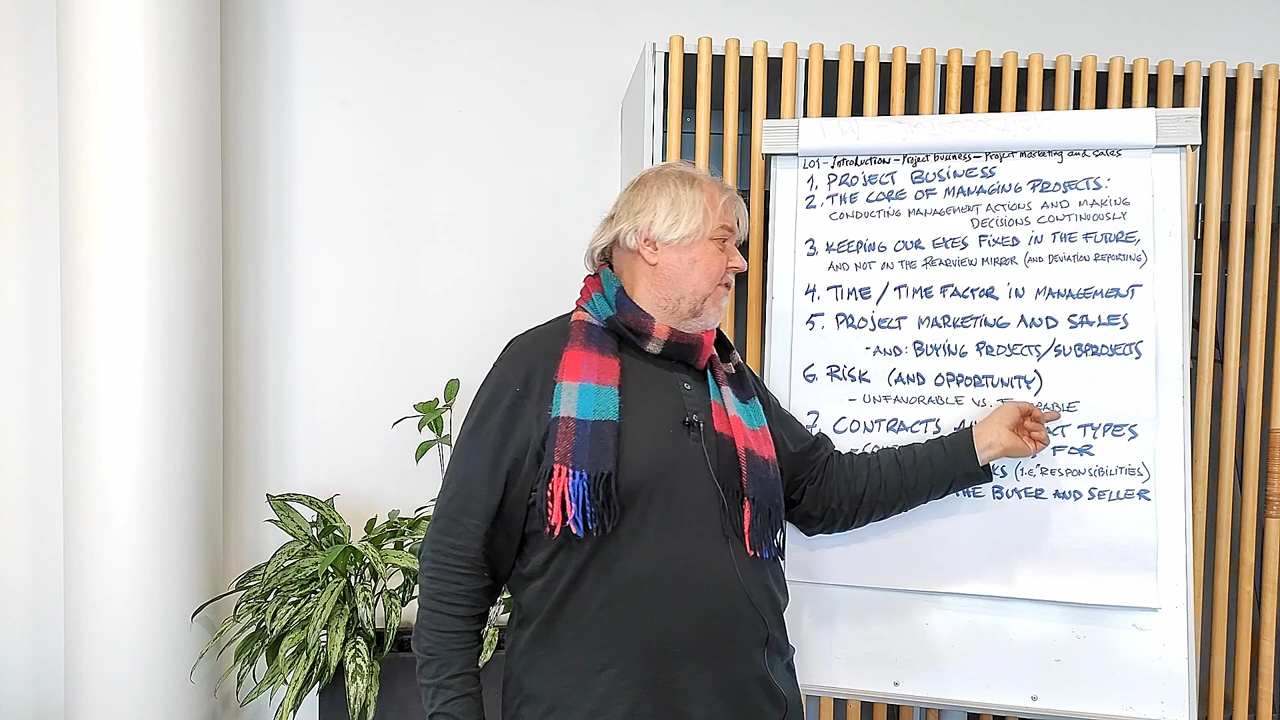 L01 - Introduction - Project business - Project marketing and sales
1. PROJECT BUSINESS
2. THE CORE OF MANAGING PROJECTS:
CONDUCTING MANAGEMENT ACTIONS AND MAKING
DECISIONS CONTINUOUSLY
3. KEEPING OUR EYES FIXED IN THE FUTURE,
AND NOT ON THE REARVIEW MIRROR (AND DEVIATION REPORTING)
4. TIME / TIME FACTOR IN MANAGEMENT
5. PROJECT MARKETING AND SALES
-AND: BUYING PROJECTS/SUBPROJECTS
6. RISK (AND OPPORTUNITY)
- UNFAVORABLE VS.
7. CONTRACTS TYPES
FOR
(I.E. RESPONSIBILITIES)
THE BUYER AND SELLER